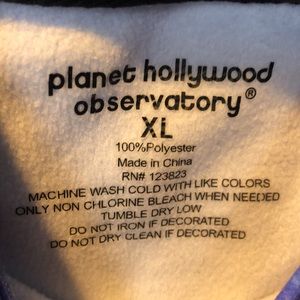 planet hollywood
observatory®
XL
100%Polyester
Made in China
RN# 123823
MACHINE WASH COLD WITH LIKE COLORS
ONLY NON CHLORINE BLEACH WHEN NEEDED
TUMBLE DRY LOW
DO NOT IRON IF DECORATED
DO NOT DRY CLEAN IF DECORATED